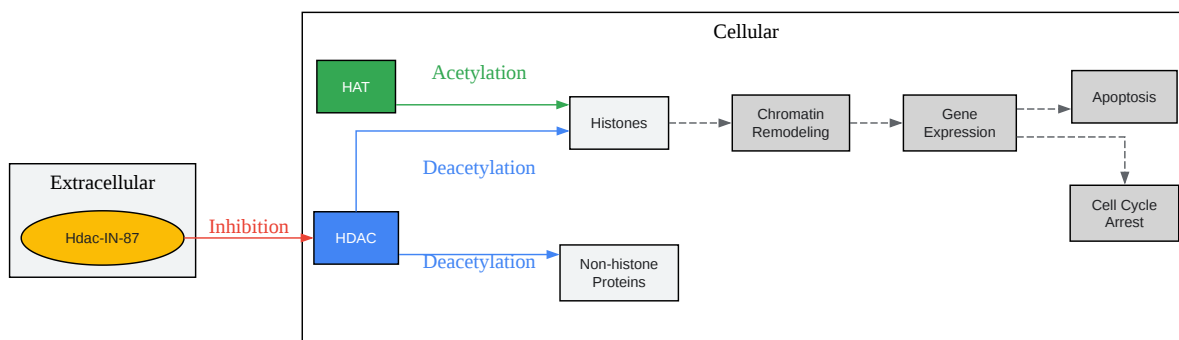 Cellular
Acetylation
HAT
Histones
Chromatin
Remodeling
Gene
Expression
Apoptosis
Deacetylation
Extracellular
Hdac-IN-87
Inhibition
HDAC
Deacetylation
Non-histone
Proteins
Cell Cycle
Arrest